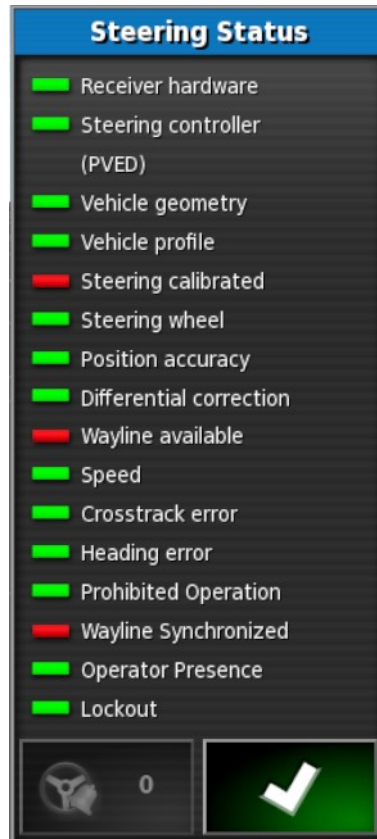 Steering Status
Receiver hardware
Steering controller
(PVED)
Vehicle geometry
Vehicle profile
Steering calibrated
Steering wheel
Position accuracy
Differential correction
Wayline available
Speed
Crosstrack error
Heading error
Prohibited Operation
Wayline Synchronized
Operator Presence
Lockout
0